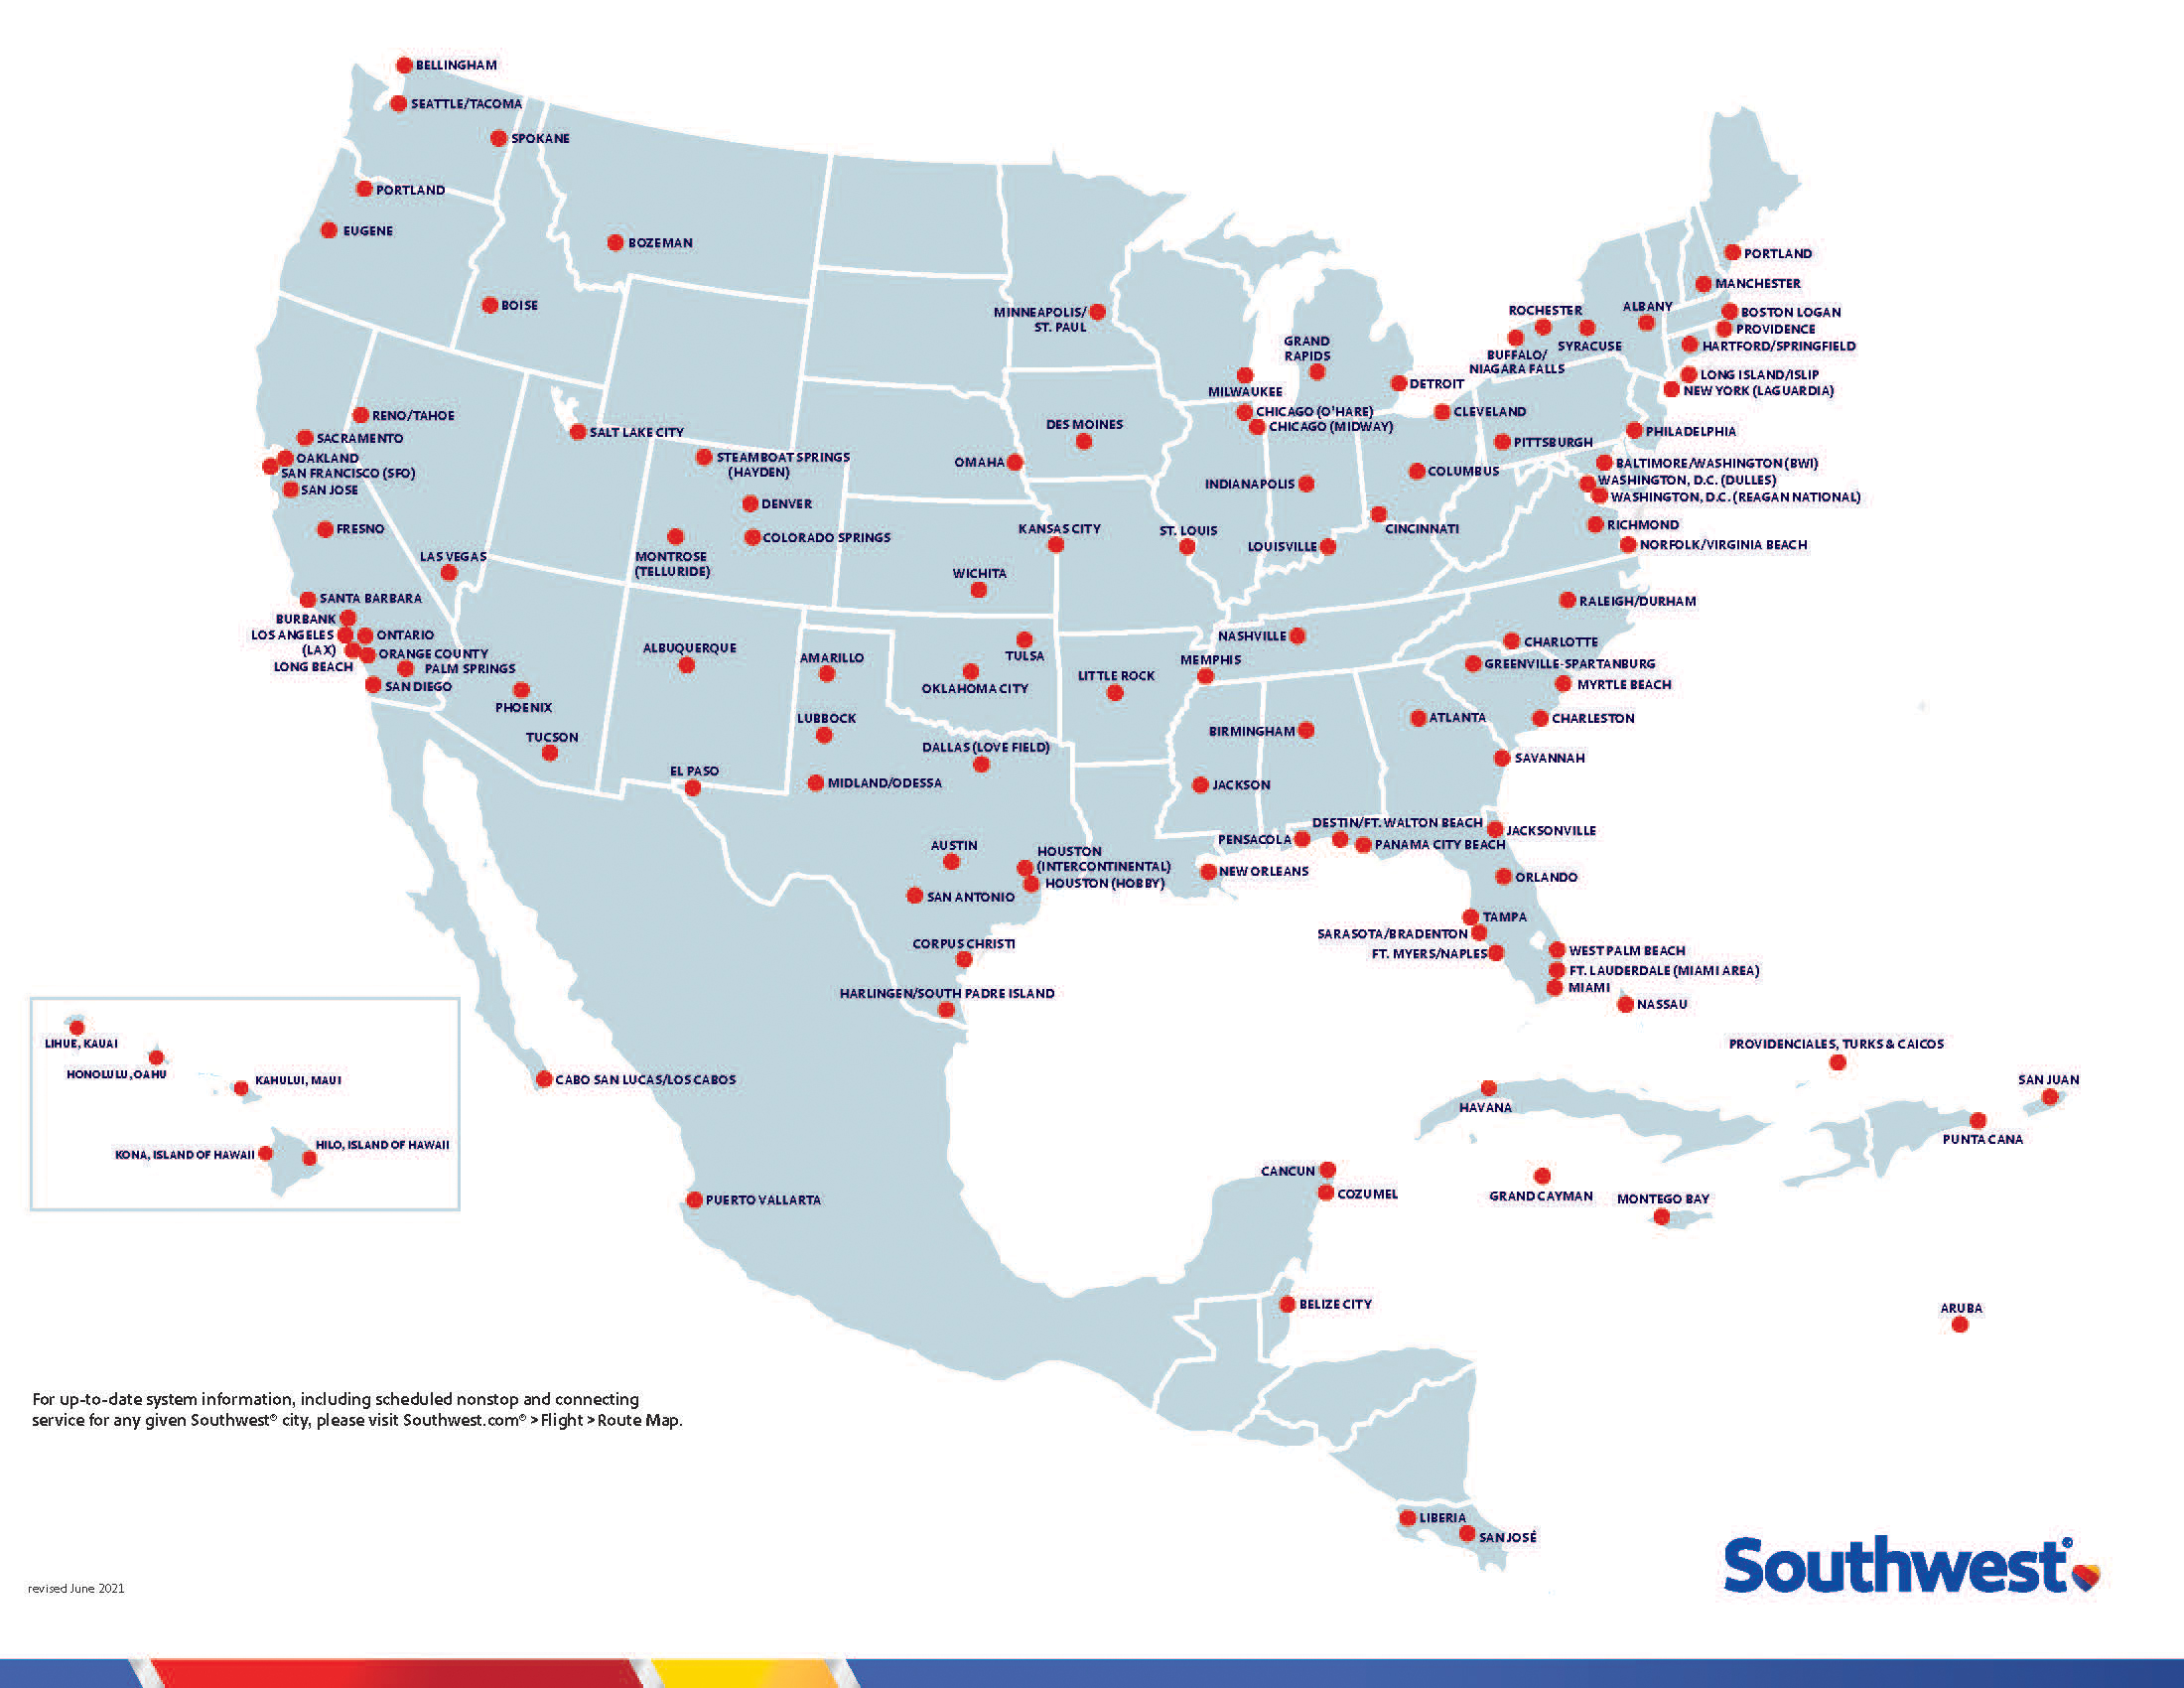 BELLINGHAM
SEATTLE/TACOMA
SPOKANE
PORTLAND
EUGENE
BOZEMAN
BOISE
RENO/TAHOE
SACRAMENTO
OAKLAND
SAN FRANCISCO (SFO)
SAN JOSE
FRESNO
LAS VEGAS
SANTA BARBARA
BURBANK
LOS ANGELES
(LAX)
ONTARIO
ORANGE COUNTY
LONG BEACH
PALM SPRINGS
SAN DIEGO
PHOENIX
TUCSON
SALT LAKE CITY
STEAMBOAT SPRINGS
(HAYDEN)
DENVER
COLORADO SPRINGS
MONTROSE
(TELLURIDE)
ALBUQUERQUE
EL PASO
AMARILLO
LUBBOCK
MIDLAND/ODESSA
MINNEAPOLIS/
ST. PAUL
DES MOINES
OMAHA
KANSAS CITY
WICHITA
TULSA
OKLAHOMA CITY
DALLAS (LOVE FIELD)
AUSTIN
SAN ANTONIO
HOUSTON
(INTERCONTINENTAL)
HOUSTON (HOBBY)
CORPUS CHRISTI
HARLINGEN/SOUTH PADRE ISLAND
LITTLE ROCK
ST. LOUIS
MILWAUKEE
CHICAGO (O'HARE)
CHICAGO (MIDWAY)
GRAND
RAPIDS
DETROIT
CLEVELAND
COLUMBUS
INDIANAPOLIS
CINCINNATI
LOUISVILLE
NASHVILLE
MEMPHIS
BIRMINGHAM
JACKSON
NEW ORLEANS
PENSACOLA
DESTIN/FT. WALTON BEACH
PANAMA CITY BEACH
ATLANTA
ROCHESTER
BUFFALO/
NIAGARA FALLS
SYRACUSE
ALBANY
PORTLAND
MANCHESTER
BOSTON LOGAN
PROVIDENCE
HARTFORD/SPRINGFIELD
LONG ISLAND/ISLIP
NEW YORK (LAGUARDIA)
PHILADELPHIA
PITTSBURGH
BALTIMORE/WASHINGTON (BWI)
WASHINGTON, D.C. (DULLES)
WASHINGTON, D.C. (REAGAN NATIONAL)
RICHMOND
NORFOLK/VIRGINIA BEACH
RALEIGH/DURHAM
CHARLOTTE
GREENVILLE-SPARTANBURG
MYRTLE BEACH
CHARLESTON
SAVANNAH
JACKSONVILLE
ORLANDO
TAMPA
SARASOTA/BRADENTON
FT. MYERS/NAPLES
WEST PALM BEACH
FT. LAUDERDALE (MIAMI AREA)
MIAMI
NASSAU
PROVIDENCIALES, TURKS & CAICOS
SAN JUAN
HAVANA
PUNTA CANA
GRAND CAYMAN
MONTEGO BAY
ARUBA
CANCUN
COZUMEL
BELIZE CITY
LIBERIA
SAN JOSÉ
CABO SAN LUCAS/LOS CABOS
PUERTO VALLARTA
LIHUE, KAUAI
HONOLULU, OAHU
KAHULUI, MAUI
KONA, ISLAND OF HAWAII
HILO, ISLAND OF HAWAII
For up-to-date system information, including scheduled nonstop and connecting
service for any given Southwest® city, please visit Southwest.com® > Flight > Route Map.
revised June 2021
Southwest®